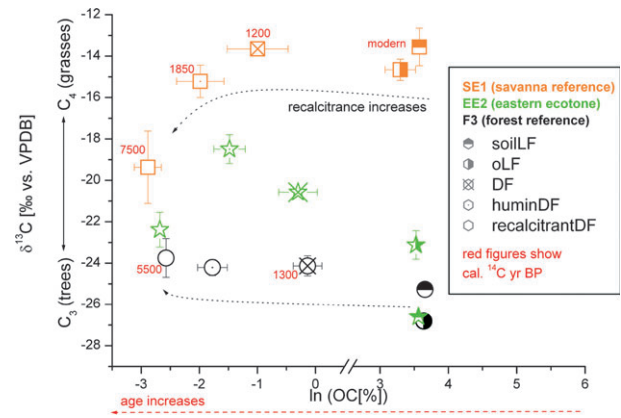 -12
-14
-16
-18
-20
-22
-24
-26
-28
δ¹³C [‰ vs. VPDB]
C₄ (grasses)
C₃ (trees)
1200
1850
modern
recalcitrance increases
7500
5500
1300
-3 -2 -1 0 3 4 5 6
ln (OC[%])
age increases
SE1 (savanna reference)
EE2 (eastern ecotone)
F3 (forest reference)
soilLF
oLF
DF
huminDF
recalcitrantDF
red figures show
cal. ¹⁴C yr BP